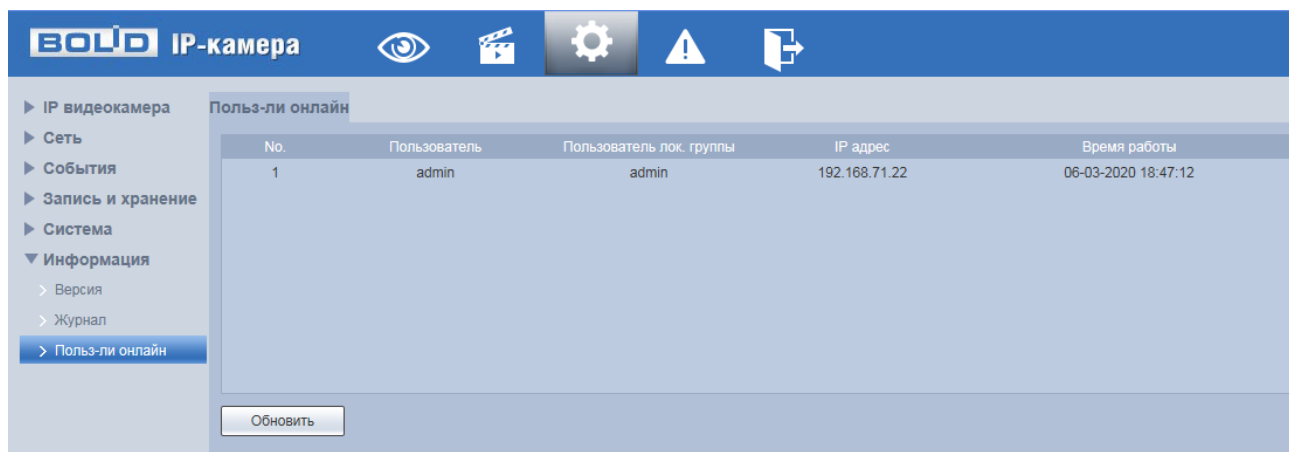 BOLID IP-камера
IP видеокамера
Сеть
События
Запись и хранение
Система
Информация
Версия
Журнал
Польз-ли онлайн
Польз-ли онлайн
No. Пользователь Пользователь лок. группы IP адрес Время работы
1 admin admin 192.168.71.22 06-03-2020 18:47:12
Обновить